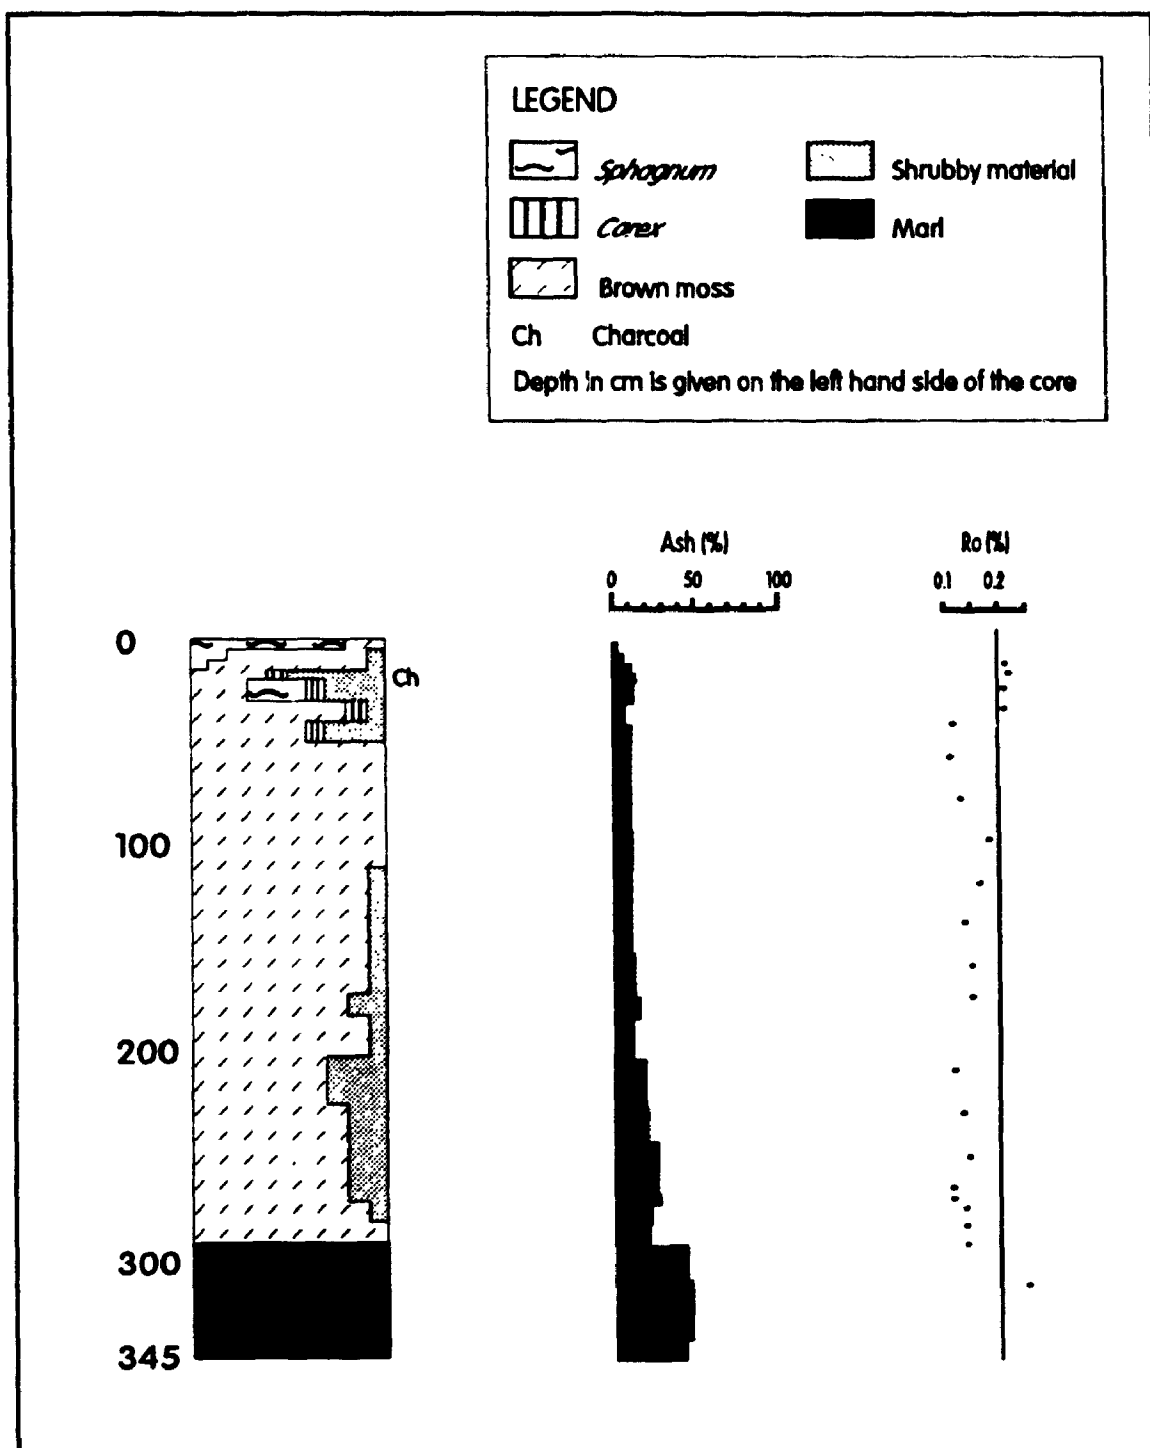 LEGEND
Sphagnum
Shrubby material
Carex
Marl
Brown moss
Ch Charcoal
Depth in cm is given on the left hand side of the core
Ash (%)
Ro (%)
0 50 100
0.1 0.2
0
Ch
100
200
300
345